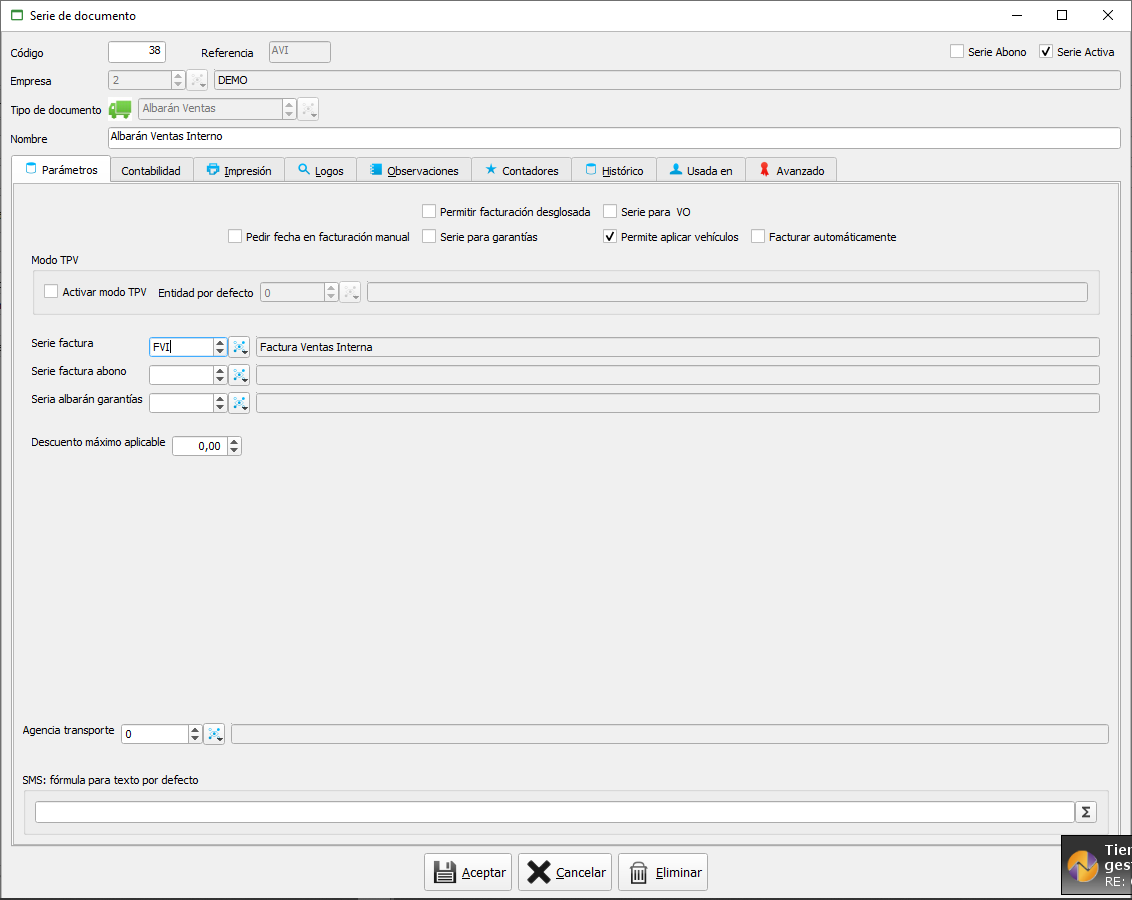 Serie de documento
Código 38 Referencia AVI Serie Abono Serie Activa
Empresa 2 DEMO
Tipo de documento Albarán Ventas
Nombre Albarán Ventas Interno
Parámetros Contabilidad Impresión Logos Observaciones Contadores Histórico Usada en Avanzado
Permitir facturación desglosada Serie para VO
Pedir fecha en facturación manual Serie para garantías Permite aplicar vehículos Facturar automáticamente
Modo TPV
Activar modo TPV Entidad por defecto 0
Serie factura FVI Factura Ventas Interna
Serie factura abono
Seria albarán garantías
Descuento máximo aplicable 0,00
Agencia transporte 0
SMS: fórmula para texto por defecto
Σ
Aceptar Cancelar Eliminar
Tier
gest
RE: